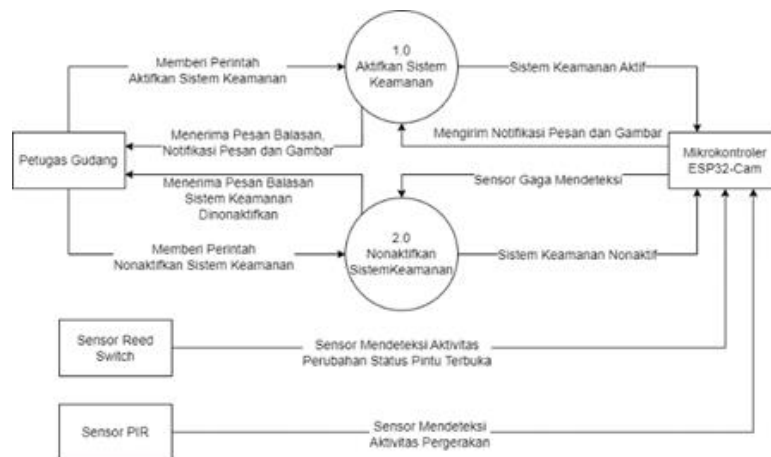 1.0
Aktifkan Sistem
Keamanan
Memberi Perintah
Aktifkan Sistem Keamanan
Sistem Keamanan Aktif
Petugas Gudang
Menerima Pesan Balasan,
Notifikasi Pesan dan Gambar
Mengirim Notifikasi Pesan dan Gambar
Mikrokontroler
ESP32-Cam
Menerima Pesan Balasan
Sistem Keamanan
Dinonaktifkan
Sensor Gaga Mendeteksi
2.0
Nonaktifkan
SistemKeamanan
Memberi Perintah
Nonaktifkan Sistem Keamanan
Sistem Keamanan Nonaktif
Sensor Reed
Switch
Sensor Mendeteksi Aktivitas
Perubahan Status Pintu Terbuka
Sensor PIR
Sensor Mendeteksi
Aktivitas Pergerakan